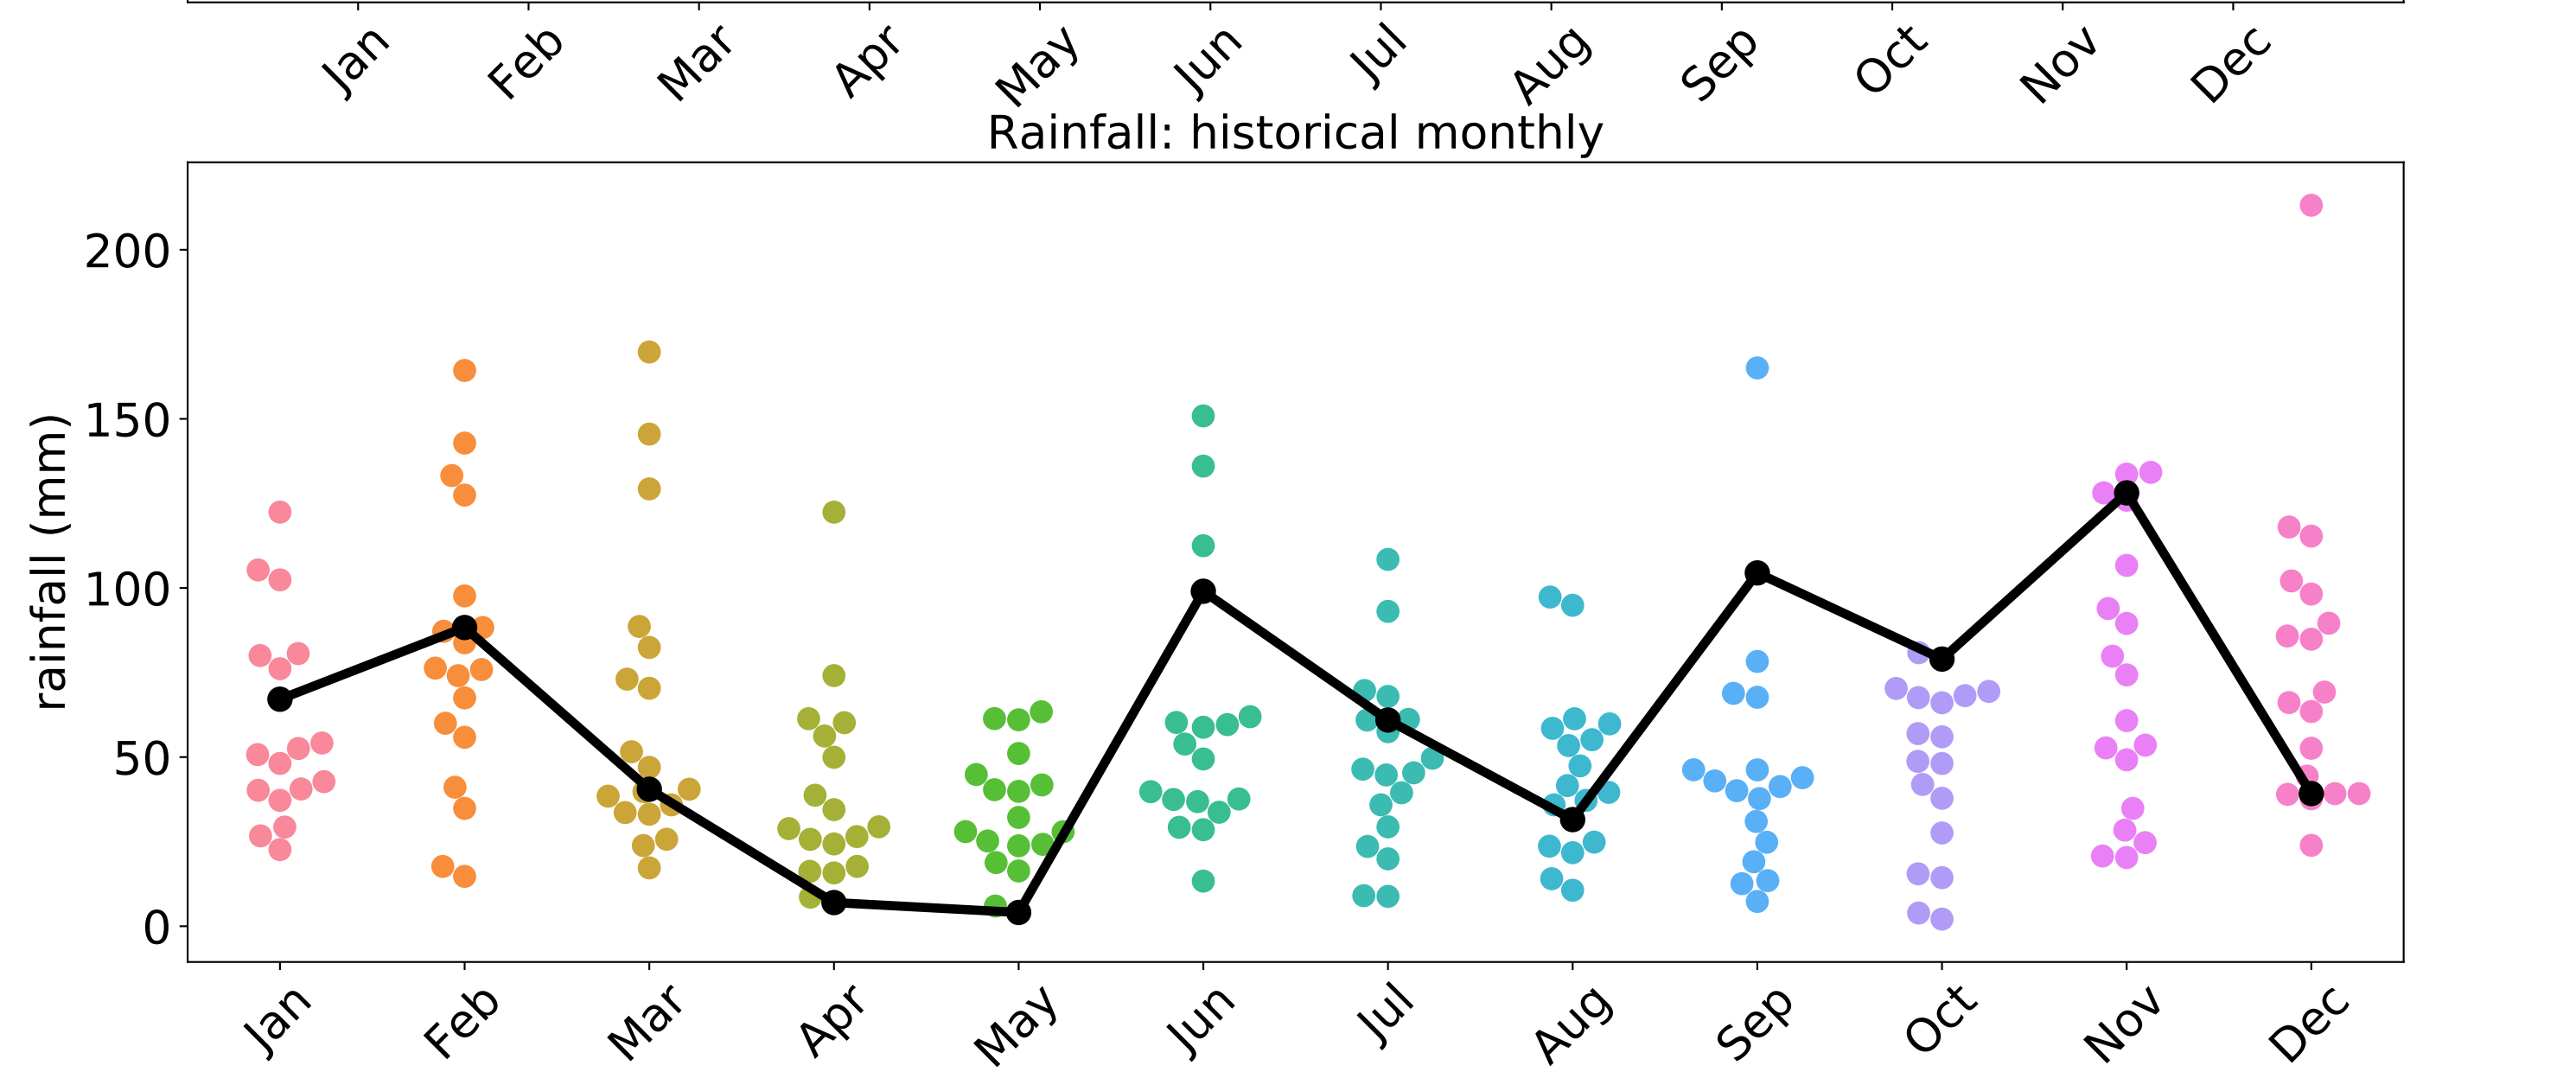 Jan Feb Mar Apr May Jun Jul Aug Sep Oct Nov Dec
Rainfall: historical monthly
rainfall (mm)
200
150
100
50
0
Jan Feb Mar Apr May Jun Jul Aug Sep Oct Nov Dec